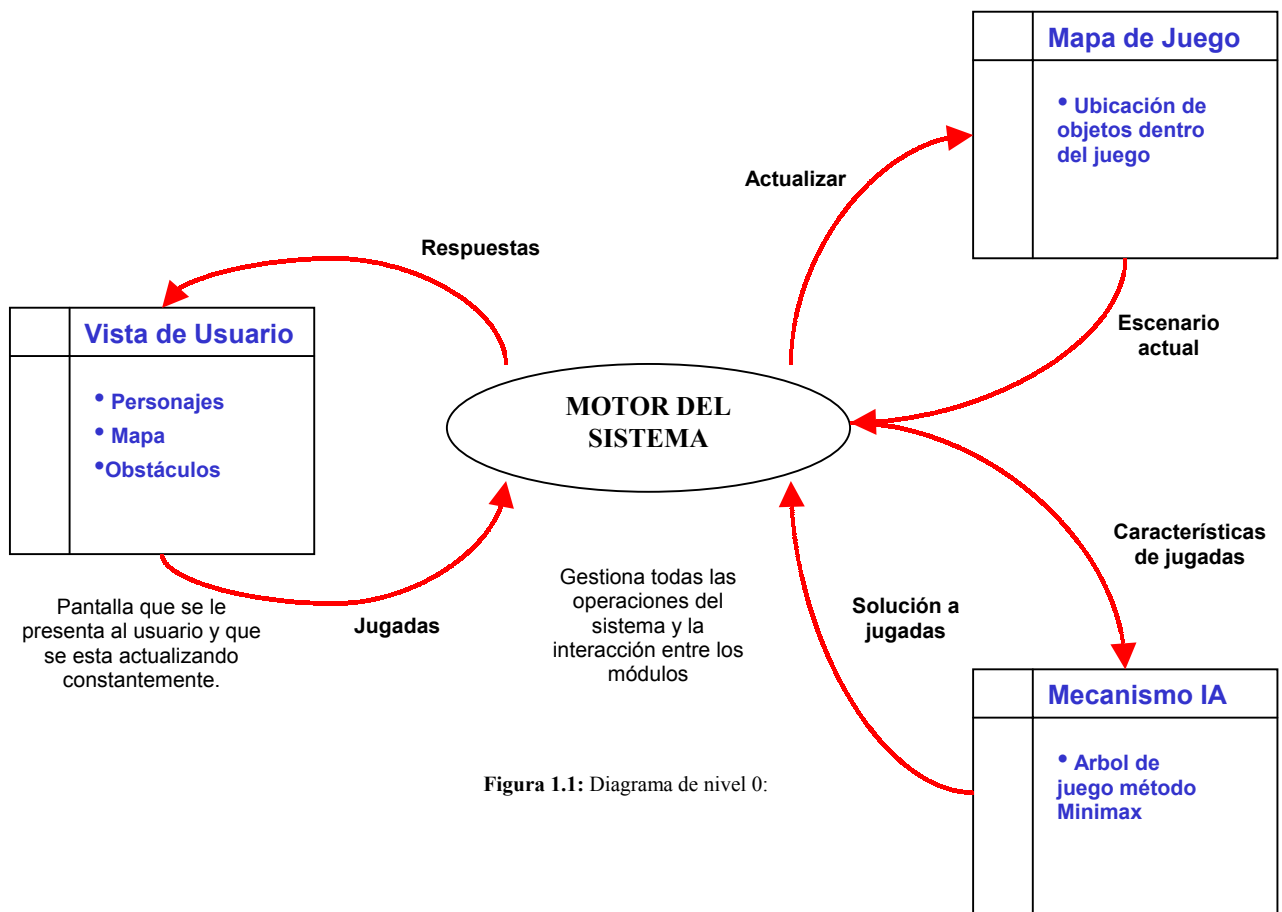 Mapa de Juego
• Ubicación de
objetos dentro
del juego
Actualizar
Respuestas
Escenario
actual
Vista de Usuario
• Personajes
• Mapa
•Obstáculos
MOTOR DEL
SISTEMA
Características
de jugadas
Gestiona todas las
operaciones del
sistema y la
interacción entre los
módulos
Solución a
jugadas
Jugadas
Pantalla que se le
presenta al usuario y que
se esta actualizando
constantemente.
Mecanismo IA
• Arbol de
juego método
Minimax
Figura 1.1: Diagrama de nivel 0: